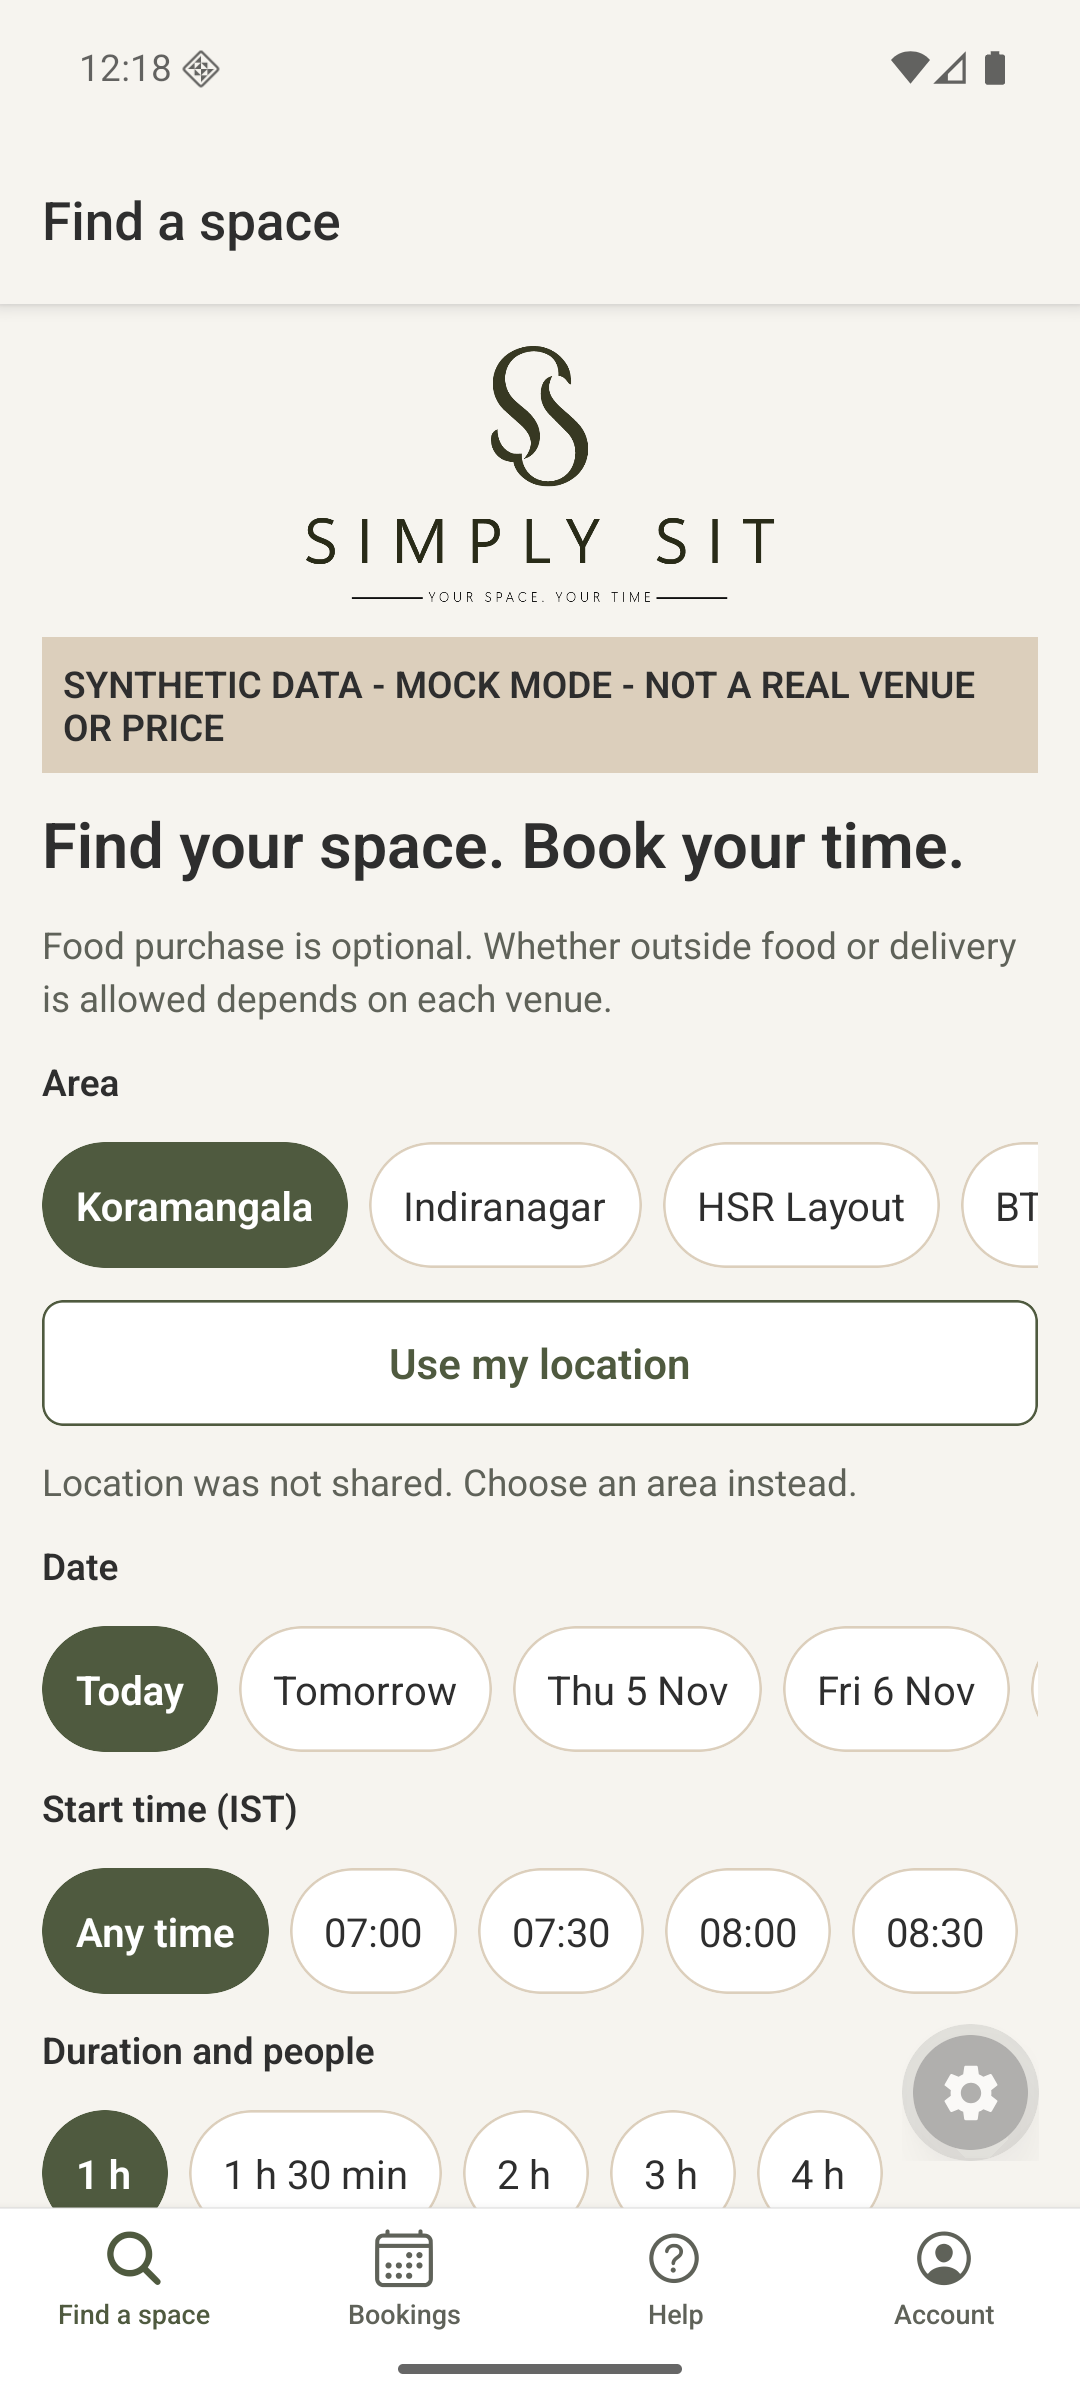 12:18
Find a space
SIMPLY SIT
YOUR SPACE. YOUR TIME
SYNTHETIC DATA - MOCK MODE - NOT A REAL VENUE
OR PRICE
Find your space. Book your time.
Food purchase is optional. Whether outside food or delivery
is allowed depends on each venue.
Area
Koramangala Indiranagar HSR Layout BT
Use my location
Location was not shared. Choose an area instead.
Date
Today Tomorrow Thu 5 Nov Fri 6 Nov
Start time (IST)
Any time 07:00 07:30 08:00 08:30
Duration and people
1 h 1 h 30 min 2 h 3 h 4 h
Find a space Bookings Help Account